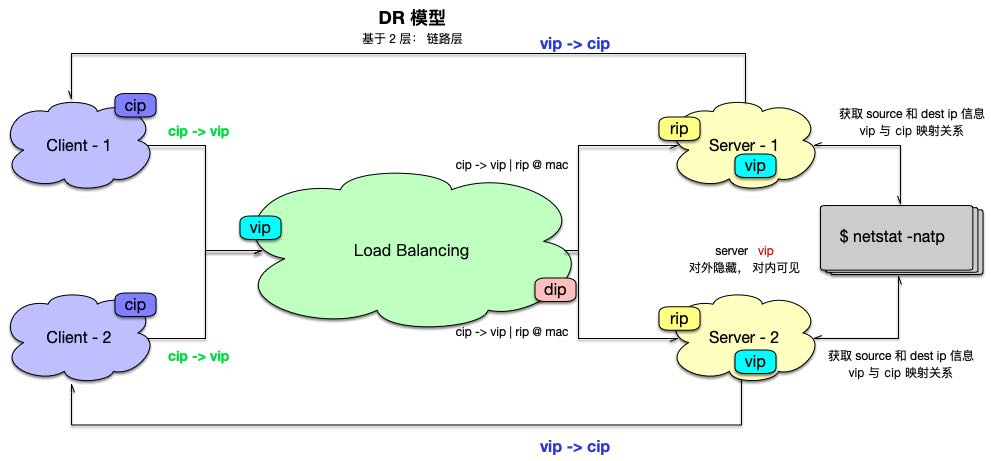 DR 模型
基于 2 层： 链路层
vip -> cip
cip
Client - 1
cip -> vip
rip
Server - 1
vip
获取 source 和 dest ip 信息
vip 与 cip 映射关系
cip -> vip | rip @ mac
vip
Load Balancing
dip
$ netstat -natp
server vip
对外隐藏， 对内可见
cip
Client - 2
cip -> vip
cip -> vip | rip @ mac
rip
Server - 2
vip
获取 source 和 dest ip 信息
vip 与 cip 映射关系
vip -> cip